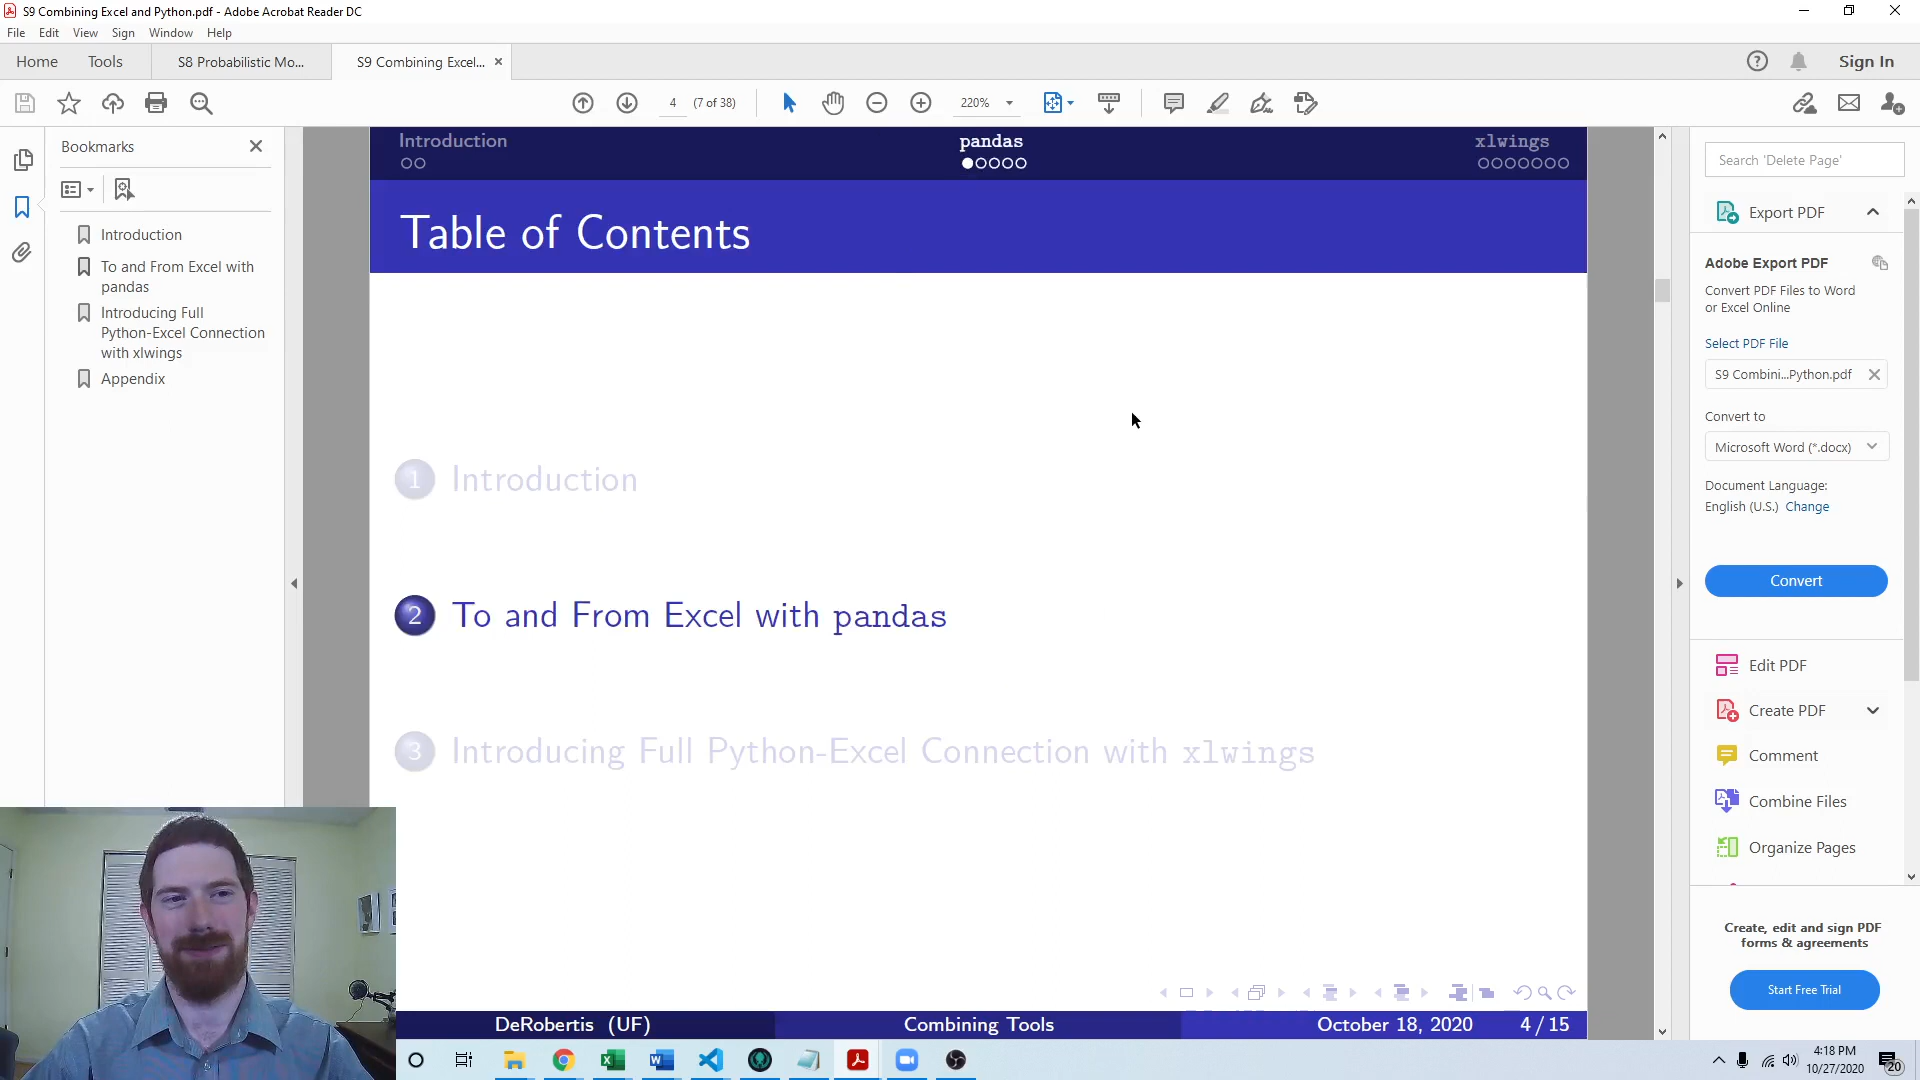 S9 Combining Excel and Python.pdf - Adobe Acrobat Reader DC
File Edit View Sign Window Help
Home Tools S8 Probabilistic Mo... S9 Combining Excel... Sign In
4 (7 of 38) 220%
Bookmarks
Introduction
To and From Excel with
pandas
Introducing Full
Python-Excel Connection
with xlwings
Appendix
Introduction pandas xlwings
Table of Contents
1 Introduction
2 To and From Excel with pandas
3 Introducing Full Python-Excel Connection with xlwings
DeRobertis (UF) Combining Tools October 18, 2020 4 / 15
Search 'Delete Page'
Export PDF
Adobe Export PDF
Convert PDF Files to Word
or Excel Online
Select PDF File
S9 Combini...Python.pdf
Convert to
Microsoft Word (*.docx)
Document Language:
English (U.S.) Change
Convert
Edit PDF
Create PDF
Comment
Combine Files
Organize Pages
Create, edit and sign PDF
forms & agreements
Start Free Trial
4:18 PM
10/27/2020
20